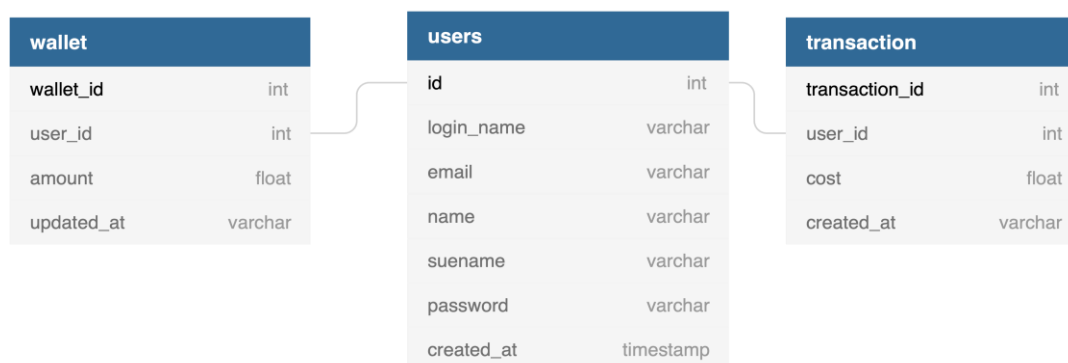 wallet
wallet_id int
user_id int
amount float
updated_at varchar
users
id int
login_name varchar
email varchar
name varchar
suename varchar
password varchar
created_at timestamp
transaction
transaction_id int
user_id int
cost float
created_at varchar